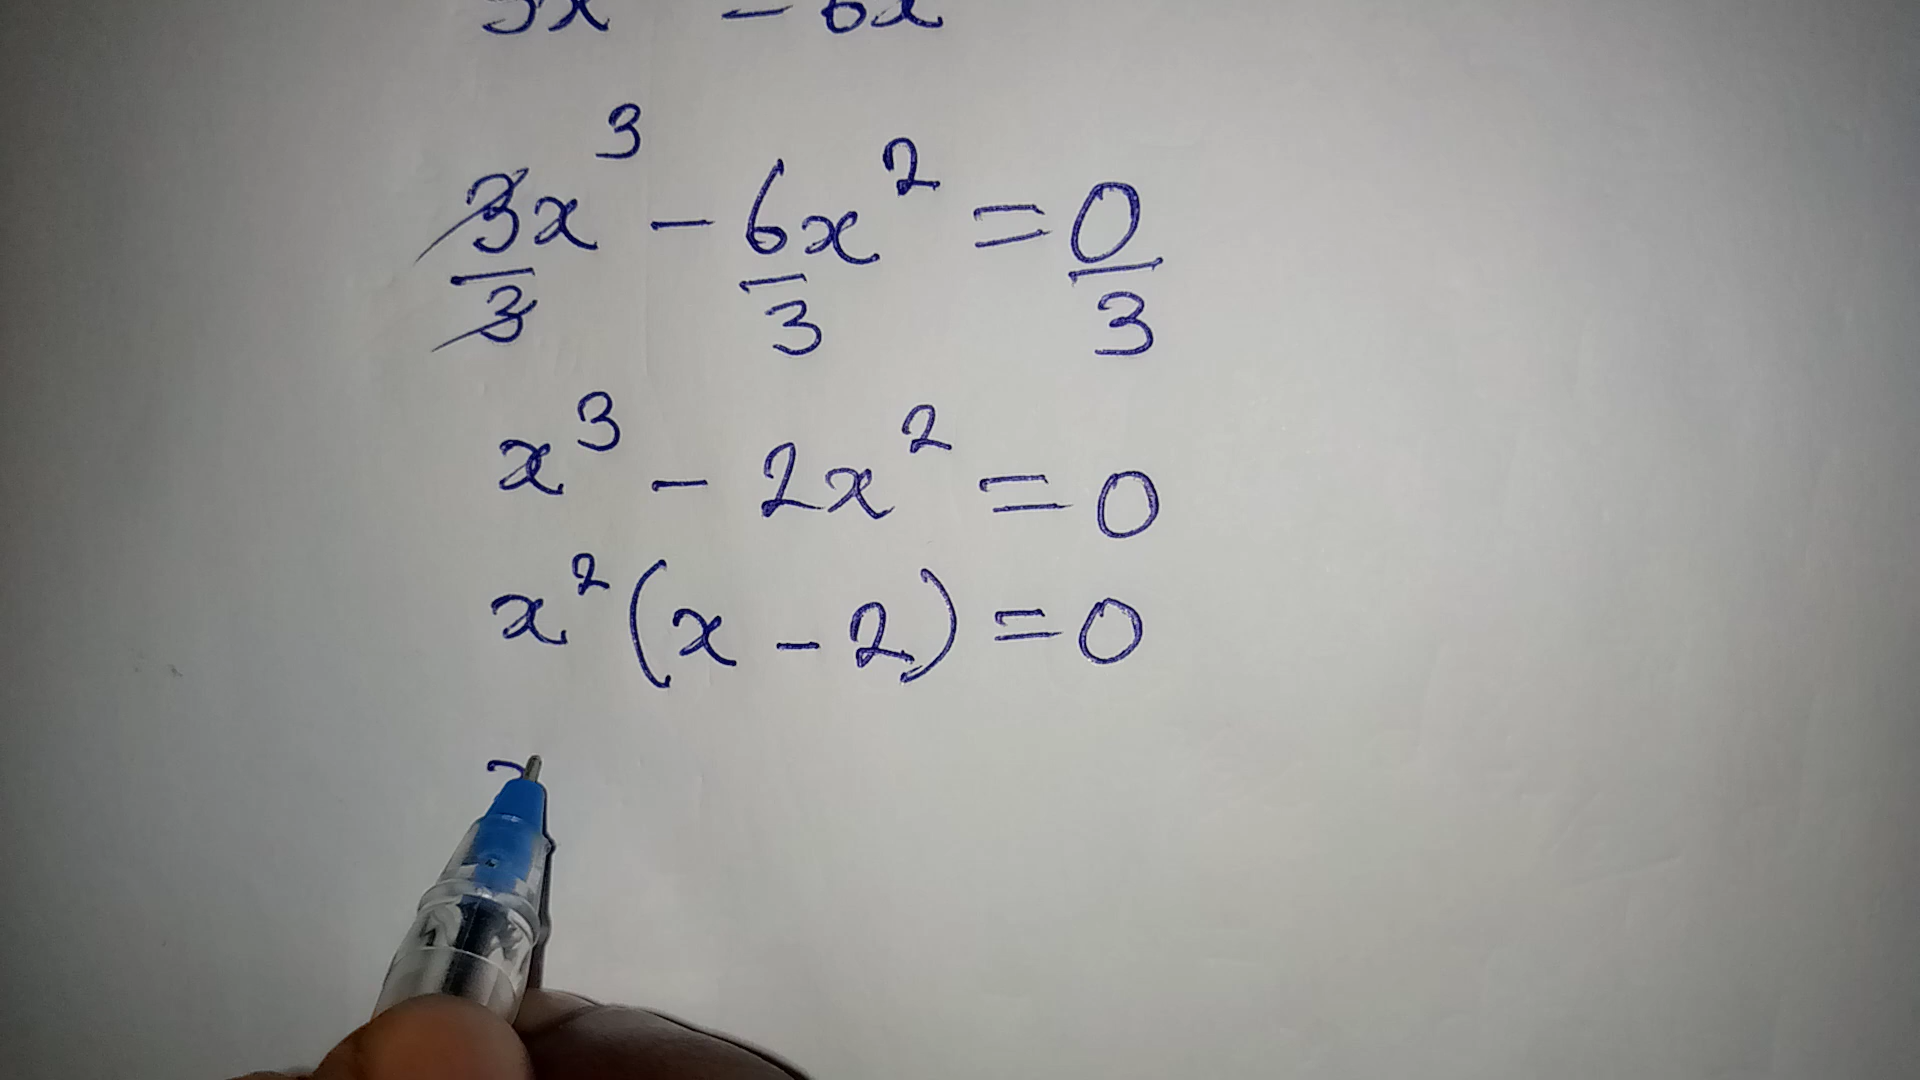 3x³ - 6x² = 0
3 3 3
x³ - 2x² = 0
x²(x - 2) = 0